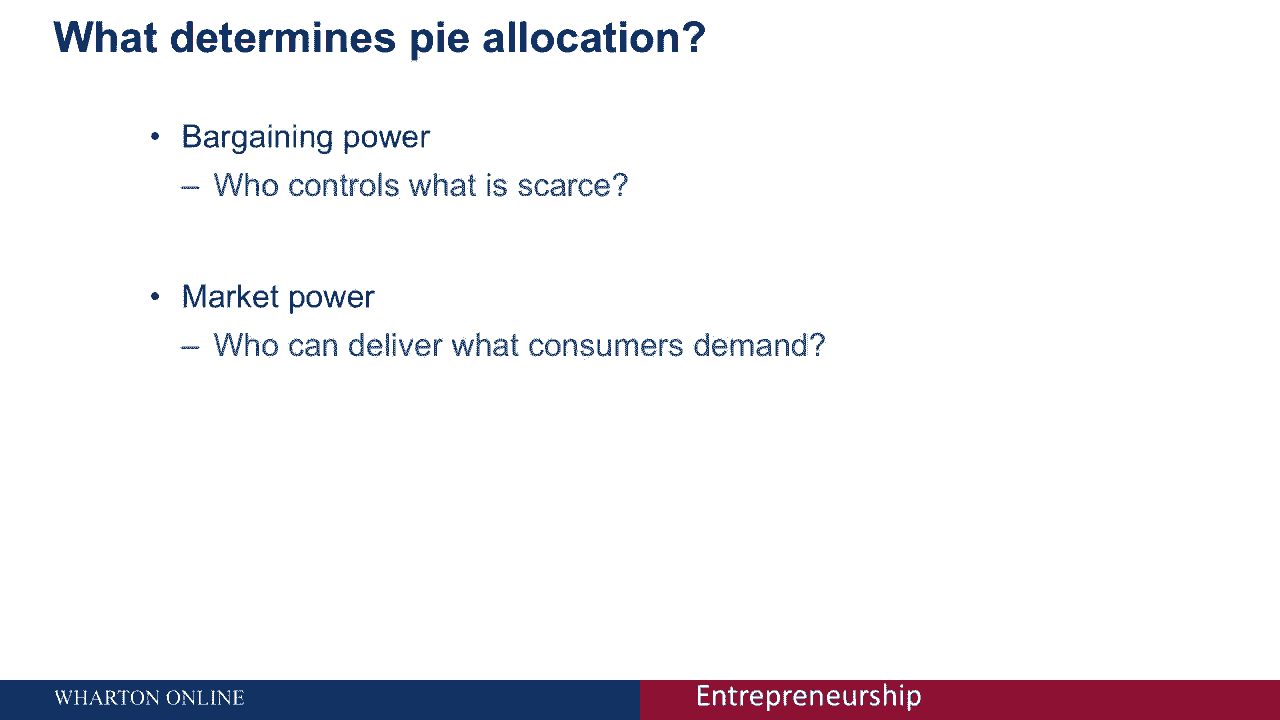 What determines pie allocation?
• Bargaining power
– Who controls what is scarce?
• Market power
– Who can deliver what consumers demand?
WHARTON ONLINE
Entrepreneurship